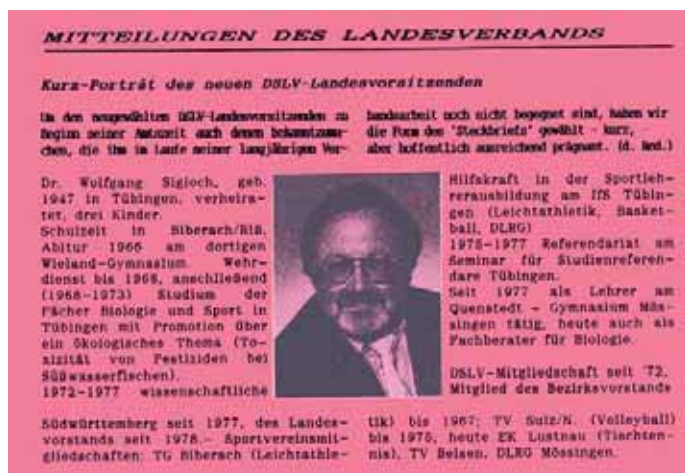 MITTEILUNGEN DES LANDESVERBANDS
Kurz-Porträt des neuen DSLV-Landesvorsitzenden
Um den neugewählten DSLV-Landesvorsitzenden zu
Beginn seiner Amtszeit auch denen bekanntzuma-
chen, die ihm im Laufe seiner langjährigen Ver-
bandsarbeit noch nicht begegnet sind, haben wir
die Form des 'Steckbriefs' gewählt - kurz,
aber hoffentlich ausreichend prägnant. (d. Red.)
Dr. Wolfgang Sigloch, geb.
1947 in Tübingen, verheira-
tet, drei Kinder.
Schulzeit in Biberach/Riß,
Abitur 1966 am dortigen
Wieland-Gymnasium. Wehr-
dienst bis 1968, anschließend
(1968-1973) Studium der
Fächer Biologie und Sport in
Tübingen mit Promotion über
ein ökologisches Thema (To-
xizität von Pestiziden bei
Süßwasserfischen).
1972-1977 wissenschaftliche
Hilfskraft in der Sportleh-
rerausbildung am IfS Tübin-
gen (Leichtathletik, Basket-
ball, DLRG)
1975-1977 Referendariat am
Seminar für Studienreferen-
dare Tübingen.
Seit 1977 als Lehrer am
Quenstedt - Gymnasium Mös-
singen tätig, heute auch als
Fachberater für Biologie.
DSLV-Mitgliedschaft seit '72,
Mitglied des Bezirksvorstands
Südwürttemberg seit 1977, des Landes-
vorstands seit 1978.- Sportvereinsmit-
gliedschaften: TG Biberach (Leichtathle-
tik) bis 1967; TV Sulz/N. (Volleyball)
bis 1975, heute EK Lustnau (Tischten-
nis), TV Belsen, DLRG Mössingen.